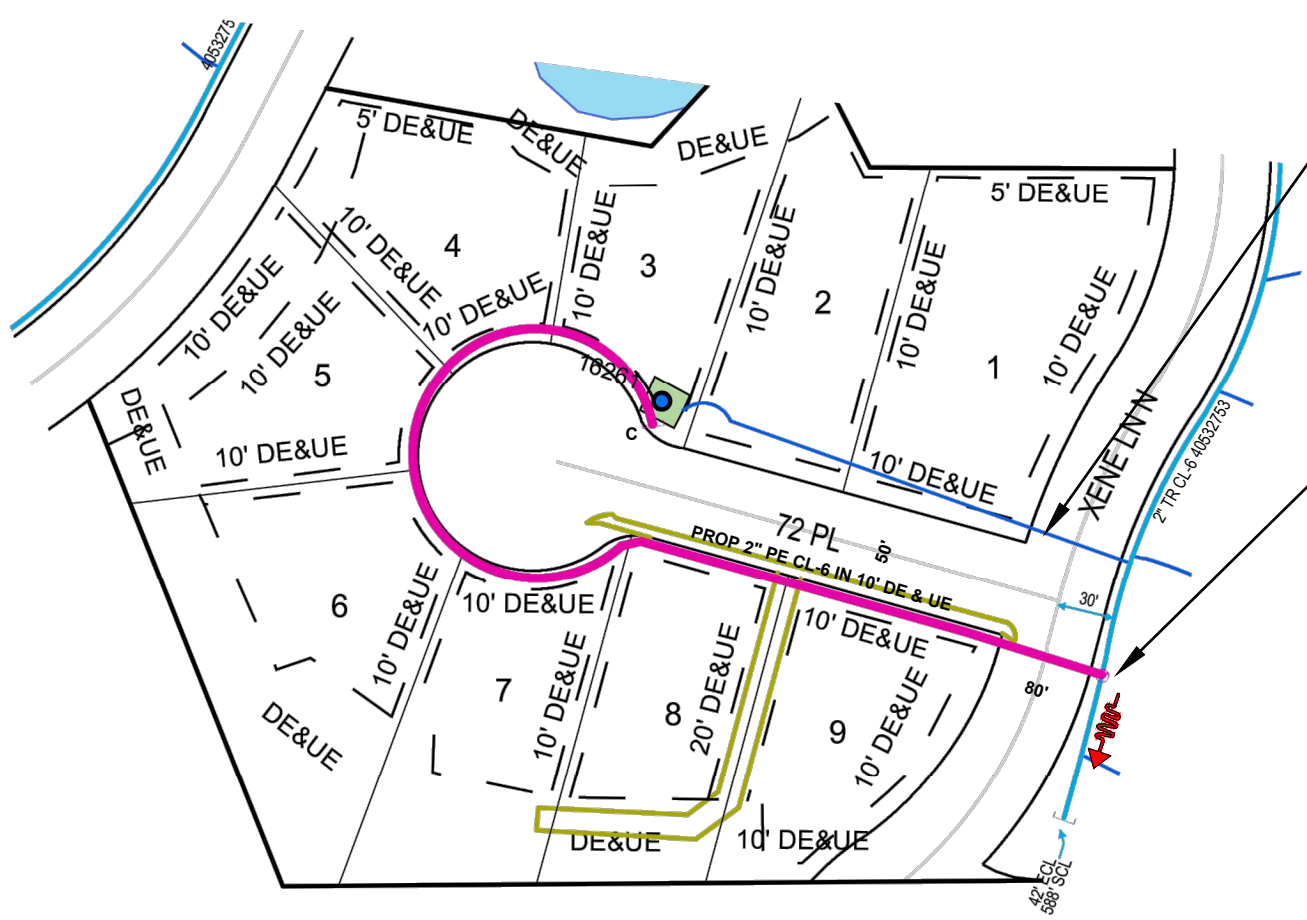 4053275
5' DE&UE
DE&UE
DE&UE
5' DE&UE
10' DE&UE
4
10' DE&UE
3
10' DE&UE
2
10' DE&UE
1
10' DE&UE
10' DE&UE
10' DE&UE
10' DE&UE
5
16261
C
DE&UE
10' DE&UE
10' DE&UE
XENE LN N
2" TR CL-6 40532753
72 PL
50'
PROP 2" PE CL-6 IN 10' DE & UE
30'
6
10' DE&UE
10' DE&UE
10' DE&UE
7
10' DE&UE
8
20' DE&UE
9
10' DE&UE
80'
DE&UE
DE&UE
10' DE&UE
42' ECL
588' SCL